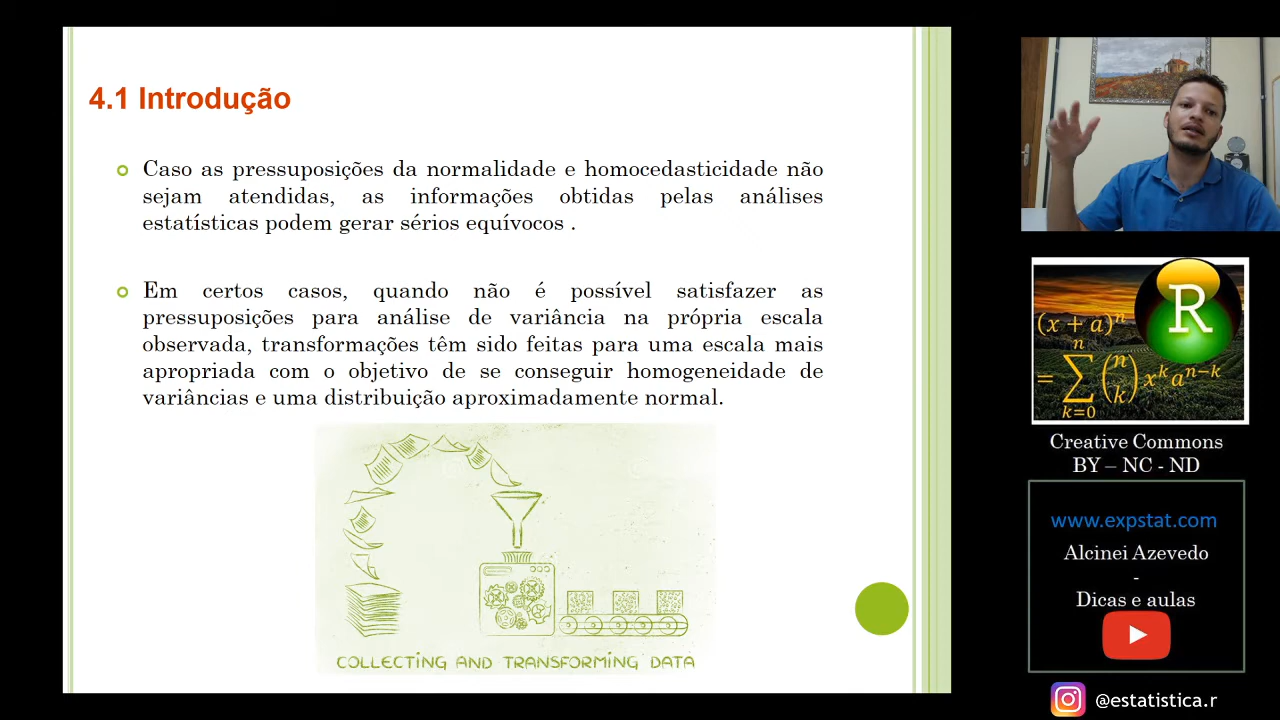 4.1 Introdução
Caso as pressuposições da normalidade e homocedasticidade não
sejam atendidas, as informações obtidas pelas análises
estatísticas podem gerar sérios equívocos .
Em certos casos, quando não é possível satisfazer as
pressuposições para análise de variância na própria escala
observada, transformações têm sido feitas para uma escala mais
apropriada com o objetivo de se conseguir homogeneidade de
variâncias e uma distribuição aproximadamente normal.
COLLECTING AND TRANSFORMING DATA
R
(x + a)^n
= ∑_{k=0}^{n} (n k) x^k a^{n−k}
Creative Commons
BY – NC - ND
www.expstat.com
Alcinei Azevedo
-
Dicas e aulas
@estatistica.r